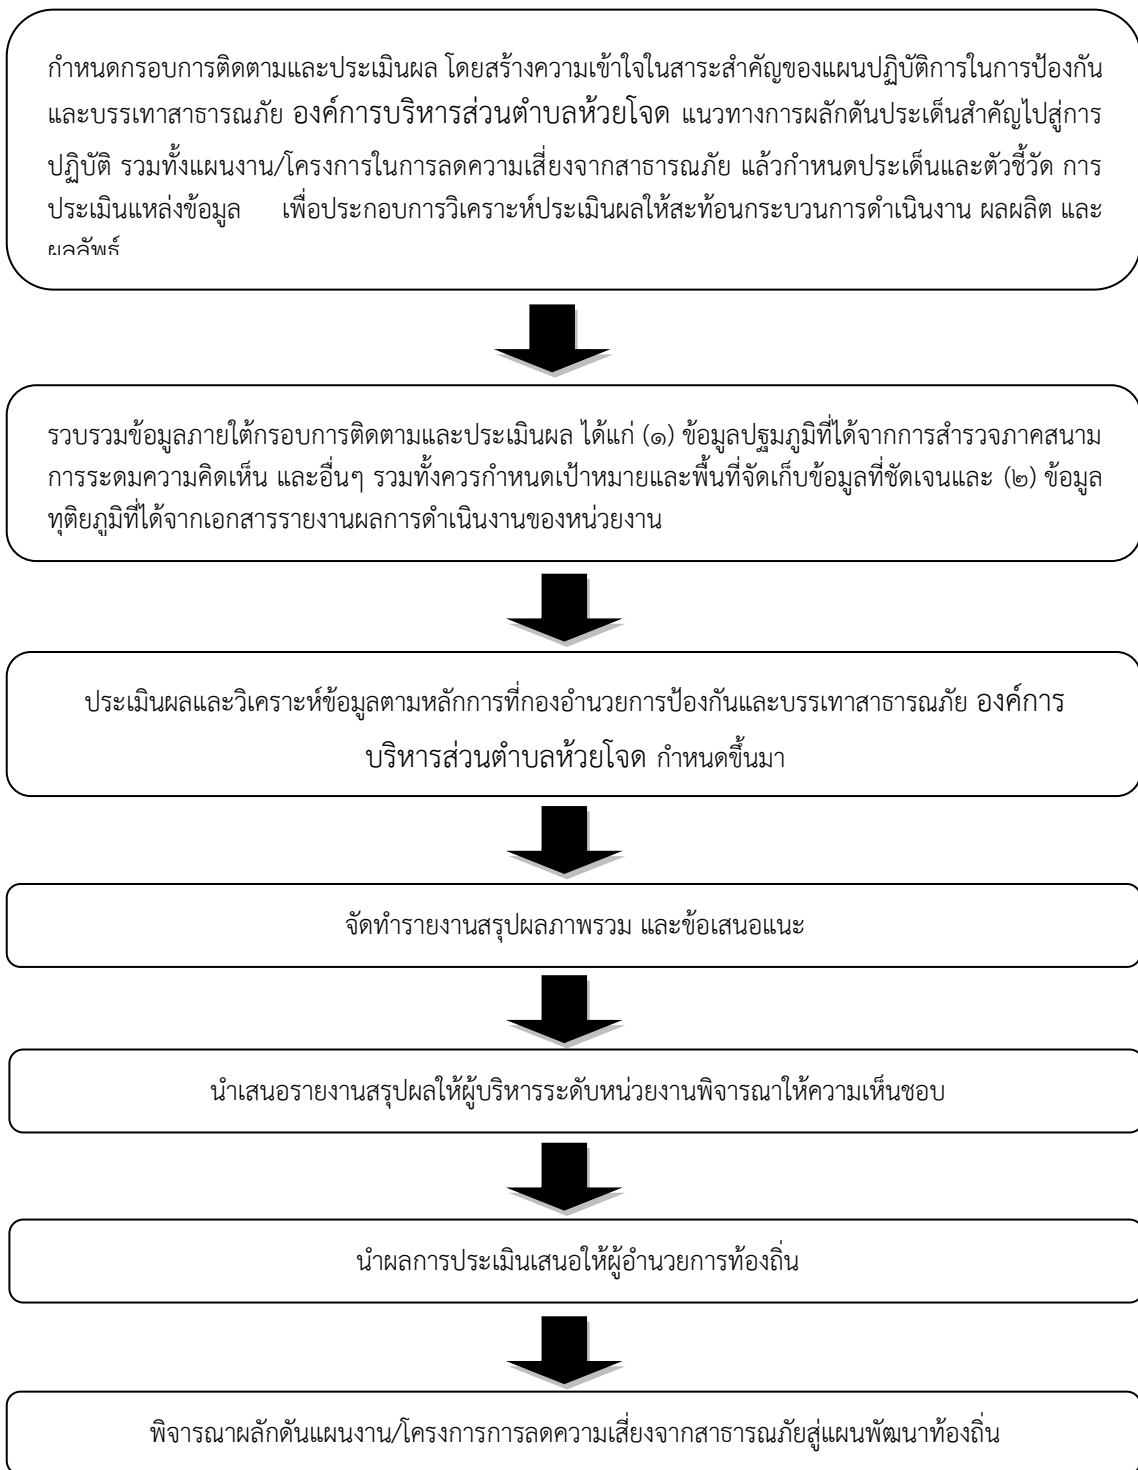 กำหนดกรอบการติดตามและประเมินผล โดยสร้างความเข้าใจในสาระสำคัญของแผนปฏิบัติการในการป้องกัน
และบรรเทาสาธารณภัย องค์การบริหารส่วนตำบลห้วยโจด แนวทางการผลักดันประเด็นสำคัญไปสู่การ
ปฏิบัติ รวมทั้งแผนงาน/โครงการในการลดความเสี่ยงจากสาธารณภัย แล้วกำหนดประเด็นและตัวชี้วัด การ
ประเมินแหล่งข้อมูล เพื่อประกอบการวิเคราะห์ประเมินผลให้สะท้อนกระบวนการดำเนินงาน ผลผลิต และ
ผลลัพธ์
รวบรวมข้อมูลภายใต้กรอบการติดตามและประเมินผล ได้แก่ (๑) ข้อมูลปฐมภูมิที่ได้จากการสำรวจภาคสนาม
การระดมความคิดเห็น และอื่นๆ รวมทั้งควรกำหนดเป้าหมายและพื้นที่จัดเก็บข้อมูลที่ชัดเจนและ (๒) ข้อมูล
ทุติยภูมิที่ได้จากเอกสารรายงานผลการดำเนินงานของหน่วยงาน
ประเมินผลและวิเคราะห์ข้อมูลตามหลักการที่กองอำนวยการป้องกันและบรรเทาสาธารณภัย องค์การ
บริหารส่วนตำบลห้วยโจด กำหนดขึ้นมา
จัดทำรายงานสรุปผลภาพรวม และข้อเสนอแนะ
นำเสนอรายงานสรุปผลให้ผู้บริหารระดับหน่วยงานพิจารณาให้ความเห็นชอบ
นำผลการประเมินเสนอให้ผู้อำนวยการท้องถิ่น
พิจารณาผลักดันแผนงาน/โครงการการลดความเสี่ยงจากสาธารณภัยสู่แผนพัฒนาท้องถิ่น